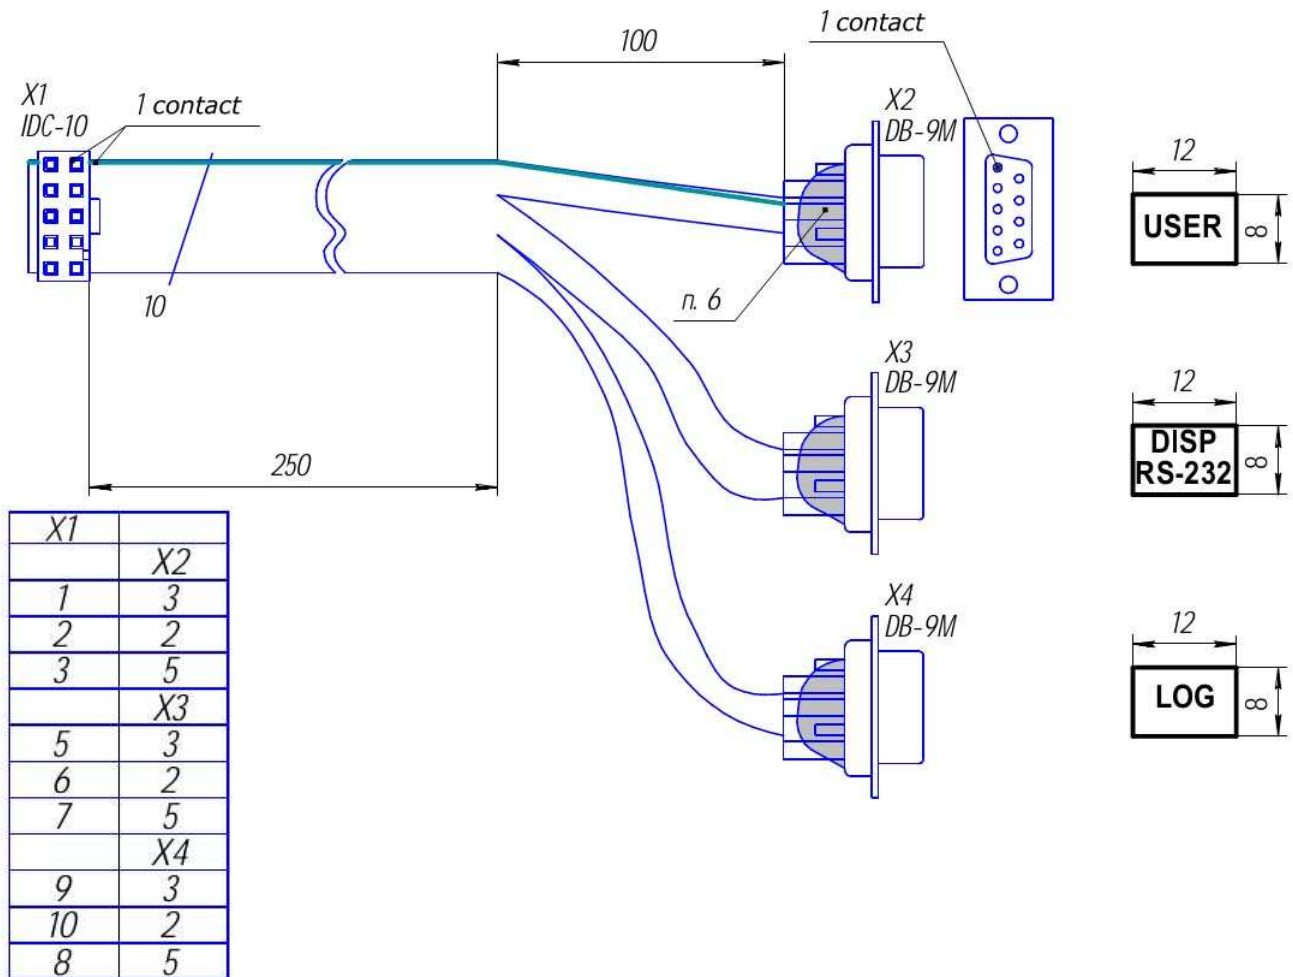 1 contact
100
X1
IDC-10
1 contact
X2
DB-9M
12
USER
8
10
п. 6
X3
DB-9M
12
DISP
RS-232
8
250
X1
X2
1 3
2 2
3 5
X3
5 3
6 2
7 5
X4
9 3
10 2
8 5
X4
DB-9M
12
LOG
8